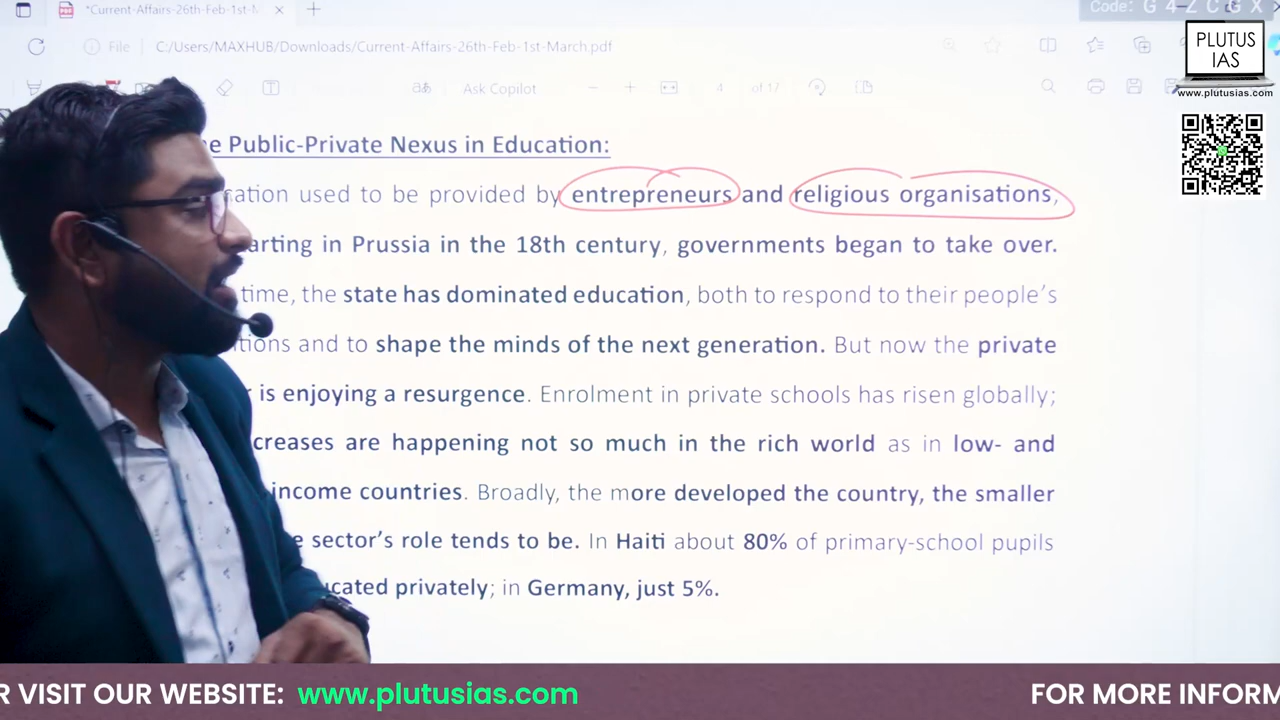 *Current-Affairs-26th-Feb-1st-M
Code: G 4 Z C G X
File C:/Users/MAXHUB/Downloads/Current-Affairs-26th-Feb-1st-March.pdf
PLUTUS
IAS
www.plutusias.com
Ask Copilot 4 of 17
e Public-Private Nexus in Education:
ation used to be provided by entrepreneurs and religious organisations,
arting in Prussia in the 18th century, governments began to take over.
time, the state has dominated education, both to respond to their people's
tions and to shape the minds of the next generation. But now the private
r is enjoying a resurgence. Enrolment in private schools has risen globally;
creases are happening not so much in the rich world as in low- and
income countries. Broadly, the more developed the country, the smaller
e sector's role tends to be. In Haiti about 80% of primary-school pupils
cated privately; in Germany, just 5%.
R VISIT OUR WEBSITE: www.plutusias.com FOR MORE INFORM